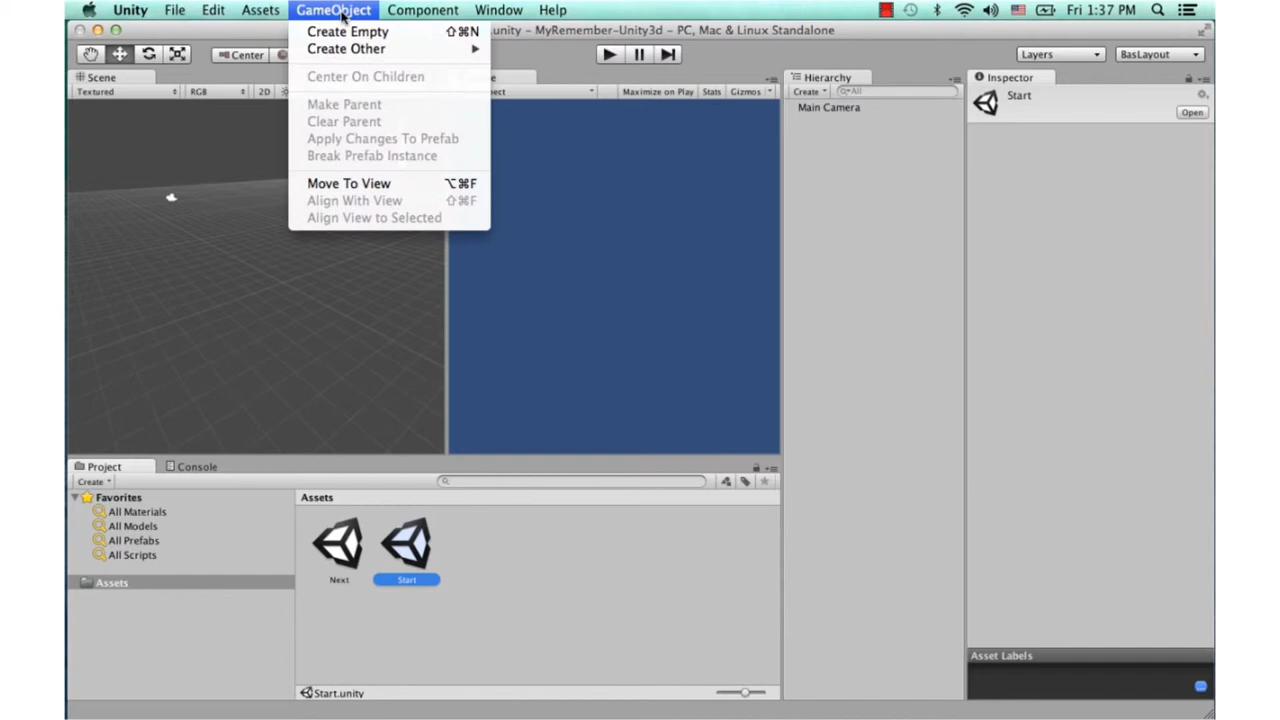 Unity File Edit Assets GameObject Component Window Help Fri 1:37 PM
.unity - MyRemember-Unity3d - PC, Mac & Linux Standalone
Create Empty ⇧⌘N
Create Other
Center On Children
Make Parent
Clear Parent
Apply Changes To Prefab
Break Prefab Instance
Move To View ⌥⌘F
Align With View ⇧⌘F
Align View to Selected
Center
Layers
BasLayout
Scene
Textured RGB 2D
Maximize on Play Stats Gizmos
Hierarchy
Create All
Main Camera
Inspector
Start
Open
Project Console
Create
Favorites
All Materials
All Models
All Prefabs
All Scripts
Assets
Assets
Next Start
Start.unity
Asset Labels